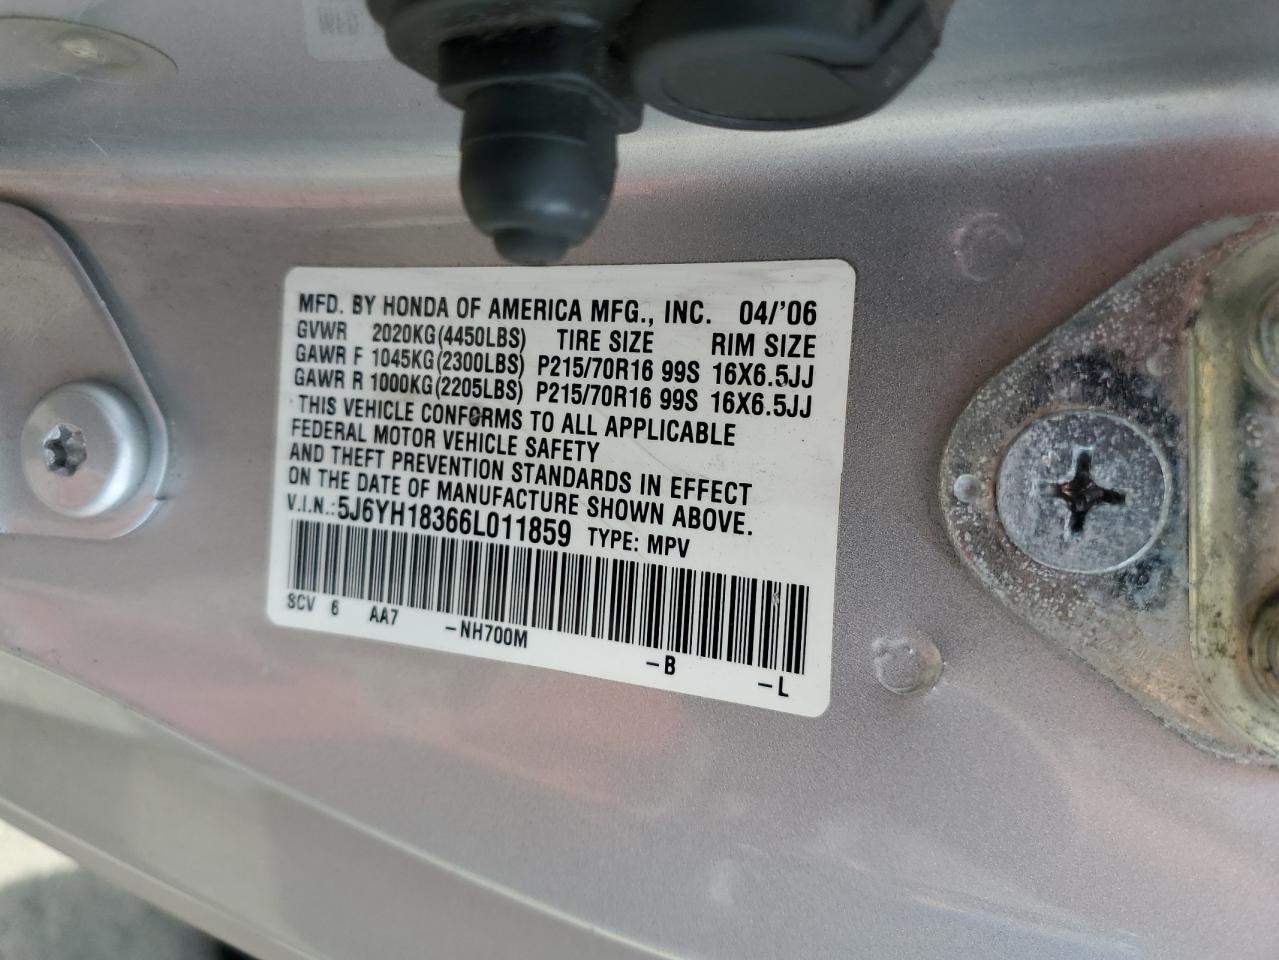 MFD. BY HONDA OF AMERICA MFG., INC. 04/'06
GVWR 2020KG(4450LBS) TIRE SIZE RIM SIZE
GAWR F 1045KG(2300LBS) P215/70R16 99S 16X6.5JJ
GAWR R 1000KG(2205LBS) P215/70R16 99S 16X6.5JJ
THIS VEHICLE CONFORMS TO ALL APPLICABLE
FEDERAL MOTOR VEHICLE SAFETY
AND THEFT PREVENTION STANDARDS IN EFFECT
ON THE DATE OF MANUFACTURE SHOWN ABOVE.
V.I.N.:5J6YH18366L011859 TYPE: MPV
SCV 6 AA7 -NH700M -B -L